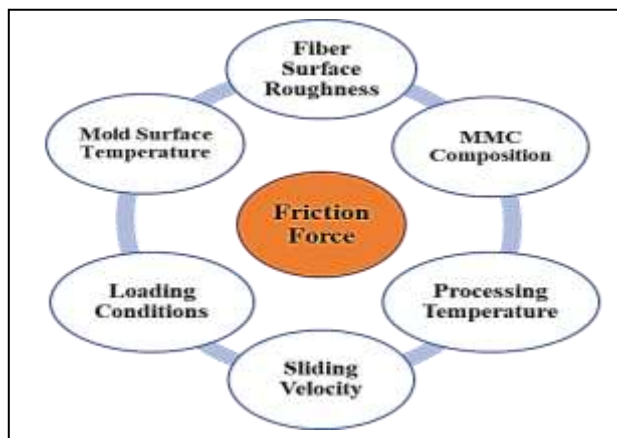 Fiber
Surface
Roughness
MMC
Composition
Processing
Temperature
Sliding
Velocity
Loading
Conditions
Mold Surface
Temperature
Friction
Force